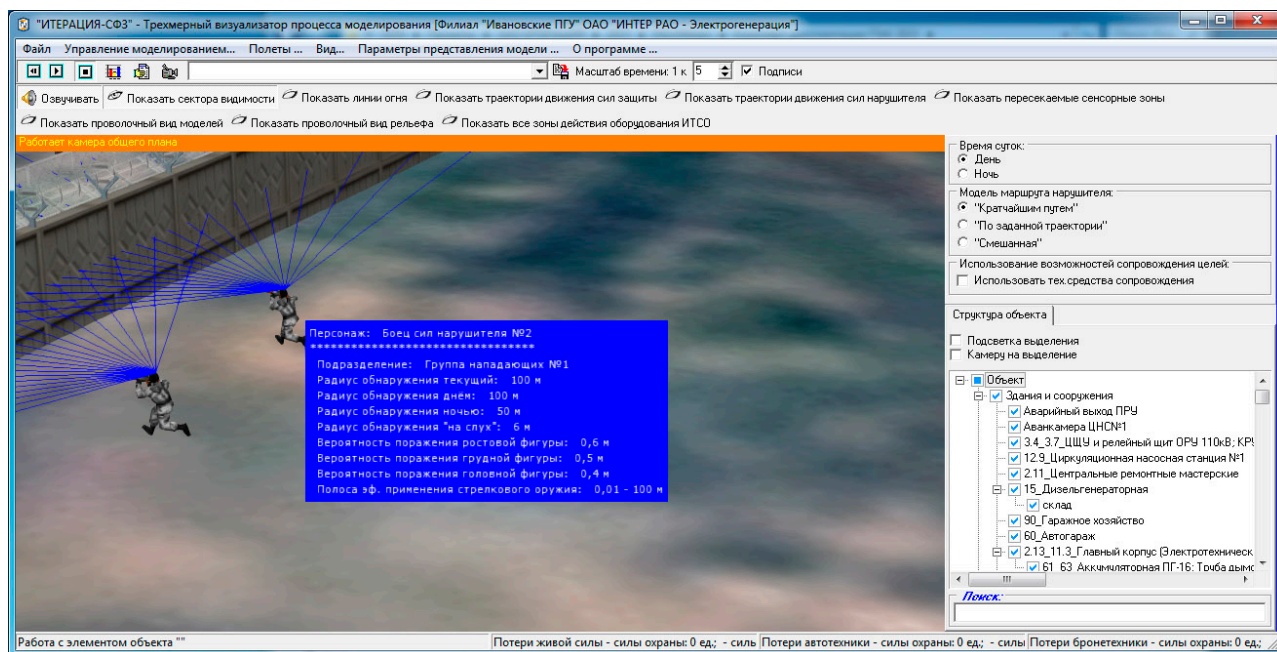 "ИТЕРАЦИЯ-СФЗ" - Трехмерный визуализатор процесса моделирования [Филиал "Ивановские ПГУ" ОАО "ИНТЕР РАО - Электрогенерация"]
Файл Управление моделированием... Полеты ... Вид... Параметры представления модели ... О программе ...
Масштаб времени: 1 к 5 Подписи
Озвучивать Показать сектора видимости Показать линии огня Показать траектории движения сил защиты Показать траектории движения сил нарушителя Показать пересекаемые сенсорные зоны
Показать проволочный вид моделей Показать проволочный вид рельефа Показать все зоны действия оборудования ИТСО
Работает камера общего плана
Персонаж: Боец сил нарушителя №2
**********************************
Подразделение: Группа нападающих №1
Радиус обнаружения текущий: 100 м
Радиус обнаружения днём: 100 м
Радиус обнаружения ночью: 50 м
Радиус обнаружения "на слух": 6 м
Вероятность поражения ростовой фигуры: 0,6 м
Вероятность поражения грудной фигуры: 0,5 м
Вероятность поражения головной фигуры: 0,4 м
Полоса эф. применения стрелкового оружия: 0,01 - 100 м
Время суток:
День
Ночь
Модель маршрута нарушителя:
"Кратчайшим путем"
"По заданной траектории"
"Смешанная"
Использование возможностей сопровождения целей:
Использовать тех.средства сопровождения
Структура объекта
Подсветка выделения
Камеру на выделение
Объект
Здания и сооружения
Аварийный выход ПРУ
Аванкамера ЦНС№1
3.4_3.7_ЦЩУ и релейный щит ОРУ 110кВ; КРУ
12.9_Циркуляционная насосная станция №1
2.11_Центральные ремонтные мастерские
15_Дизельгенераторная
склад
90_Гаражное хозяйство
60_Автогараж
2.13_11.3_Главный корпус (Электротехническ
61_63_Аккумуляторная ПГ-16; Труба дымо
Поиск:
Работа с элементом объекта "" Потери живой силы - силы охраны: 0 ед.; - силь Потери автотехники - силы охраны: 0 ед.; - силы Потери бронетехники - силы охраны: 0 ед.;